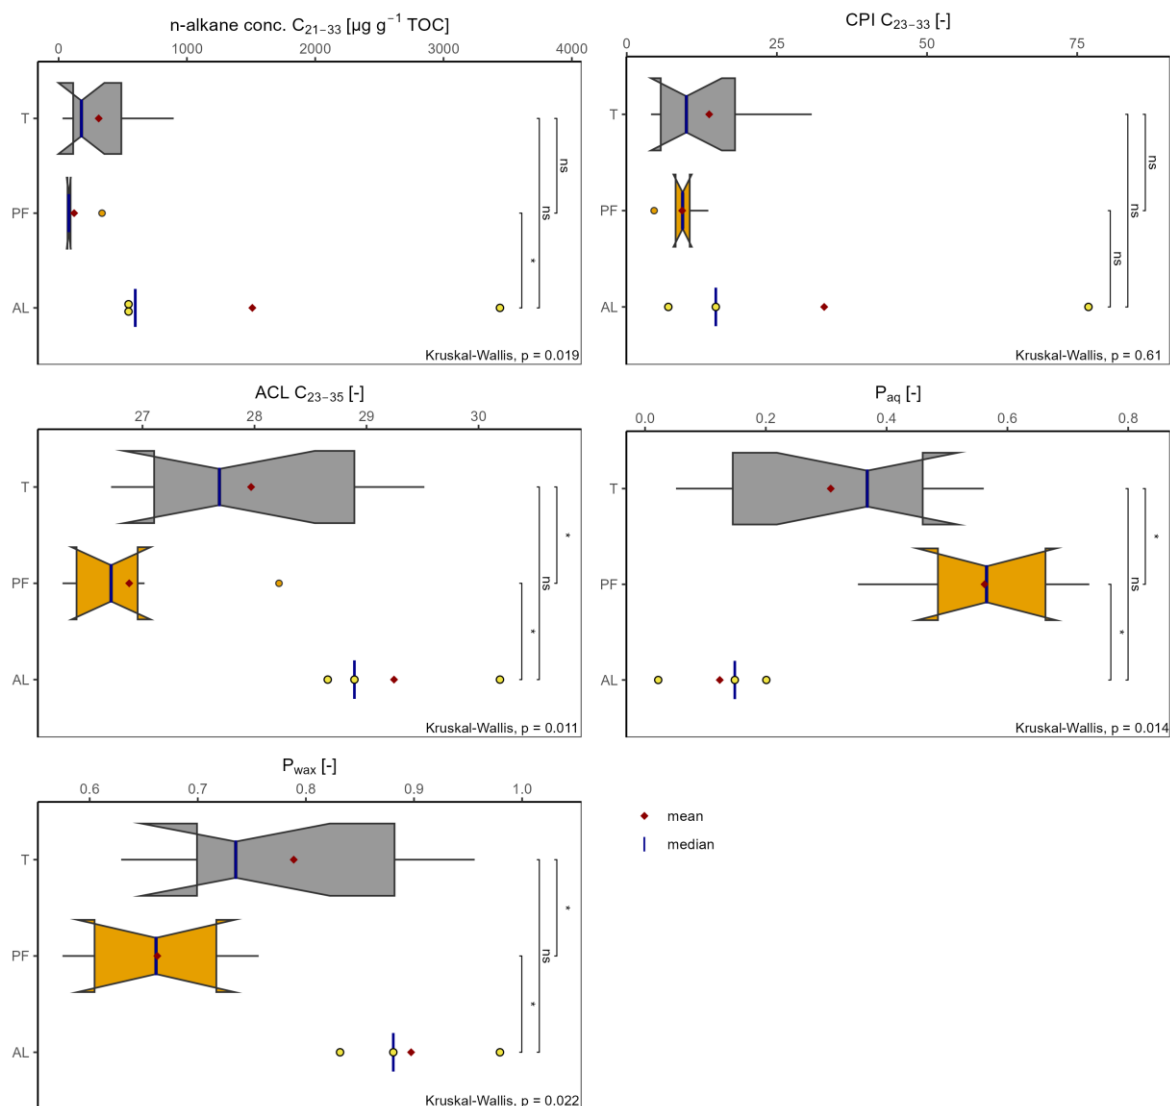 n-alkane conc. C₂₁₋₃₃ [µg g⁻¹ TOC]
0 1000 2000 3000 4000
T
PF
AL
ns
ns
*
Kruskal-Wallis, p = 0.019
CPI C₂₃₋₃₃ [-]
0 25 50 75
T
PF
AL
ns
ns
ns
Kruskal-Wallis, p = 0.61
ACL C₂₃₋₃₅ [-]
27 28 29 30
T
PF
AL
*
ns
*
Kruskal-Wallis, p = 0.011
Pₐq [-]
0.0 0.2 0.4 0.6 0.8
T
PF
AL
*
ns
*
Kruskal-Wallis, p = 0.014
P_wax [-]
0.6 0.7 0.8 0.9 1.0
T
PF
AL
*
ns
*
Kruskal-Wallis, p = 0.022
mean
median